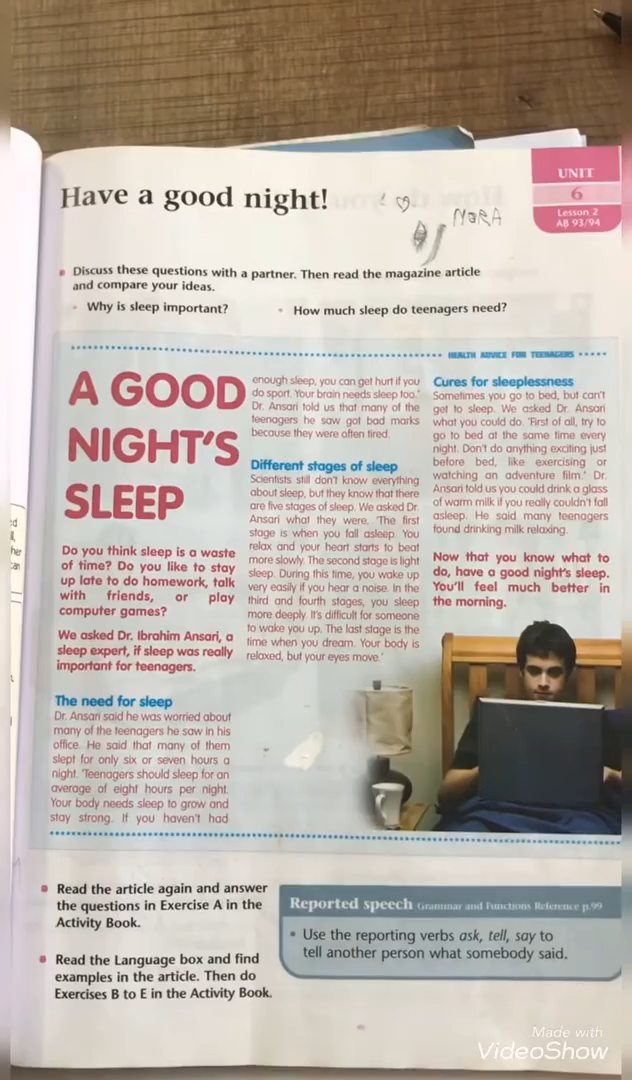 Have a good night!
NORA
UNIT
6
Lesson 2
AB 93/94
• Discuss these questions with a partner. Then read the magazine article
and compare your ideas.
• Why is sleep important?
• How much sleep do teenagers need?
HEALTH ADVICE FOR TEENAGERS
A GOOD
NIGHT'S
SLEEP
Do you think sleep is a waste
of time? Do you like to stay
up late to do homework, talk
with friends, or play
computer games?
We asked Dr. Ibrahim Ansari, a
sleep expert, if sleep was really
important for teenagers.
The need for sleep
Dr. Ansari said he was worried about
many of the teenagers he saw in his
office. He said that many of them
slept for only six or seven hours a
night. 'Teenagers should sleep for an
average of eight hours per night.
Your body needs sleep to grow and
stay strong. If you haven't had
enough sleep, you can get hurt if you
do sport. Your brain needs sleep too.'
Dr. Ansari told us that many of the
teenagers he saw got bad marks
because they were often tired.
Different stages of sleep
Scientists still don't know everything
about sleep, but they know that there
are five stages of sleep. We asked Dr.
Ansari what they were. 'The first
stage is when you fall asleep. You
relax and your heart starts to beat
more slowly. The second stage is light
sleep. During this time, you wake up
very easily if you hear a noise. In the
third and fourth stages, you sleep
more deeply. It's difficult for someone
to wake you up. The last stage is the
time when you dream. Your body is
relaxed, but your eyes move.'
Cures for sleeplessness
Sometimes you go to bed, but can't
get to sleep. We asked Dr. Ansari
what you could do. 'First of all, try to
go to bed at the same time every
night. Don't do anything exciting just
before bed, like exercising or
watching an adventure film.' Dr.
Ansari told us you could drink a glass
of warm milk if you really couldn't fall
asleep. He said many teenagers
found drinking milk relaxing.
Now that you know what to
do, have a good night's sleep.
You'll feel much better in
the morning.
• Read the article again and answer
the questions in Exercise A in the
Activity Book.
• Read the Language box and find
examples in the article. Then do
Exercises B to E in the Activity Book.
Reported speech Grammar and Functions Reference p.99
• Use the reporting verbs ask, tell, say to
tell another person what somebody said.
Made with
VideoShow